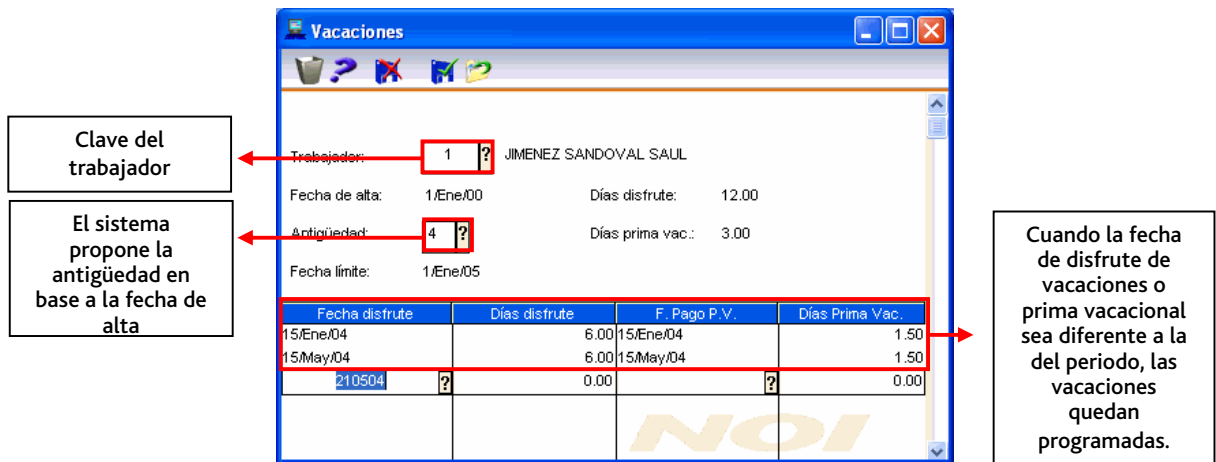 Vacaciones
Clave del
trabajador
Trabajador: 1 ? JIMENEZ SANDOVAL SAUL
Fecha de alta: 1/Ene/00 Días disfrute: 12.00
El sistema
propone la
antigüedad en
base a la fecha de
alta
Antigüedad: 4 ? Días prima vac.: 3.00
Fecha límite: 1/Ene/05
Fecha disfrute Días disfrute F. Pago P.V. Días Prima Vac.
15/Ene/04 6.00 15/Ene/04 1.50
15/May/04 6.00 15/May/04 1.50
210504 ? 0.00 ? 0.00
NOI
Cuando la fecha
de disfrute de
vacaciones o
prima vacacional
sea diferente a la
del periodo, las
vacaciones
quedan
programadas.